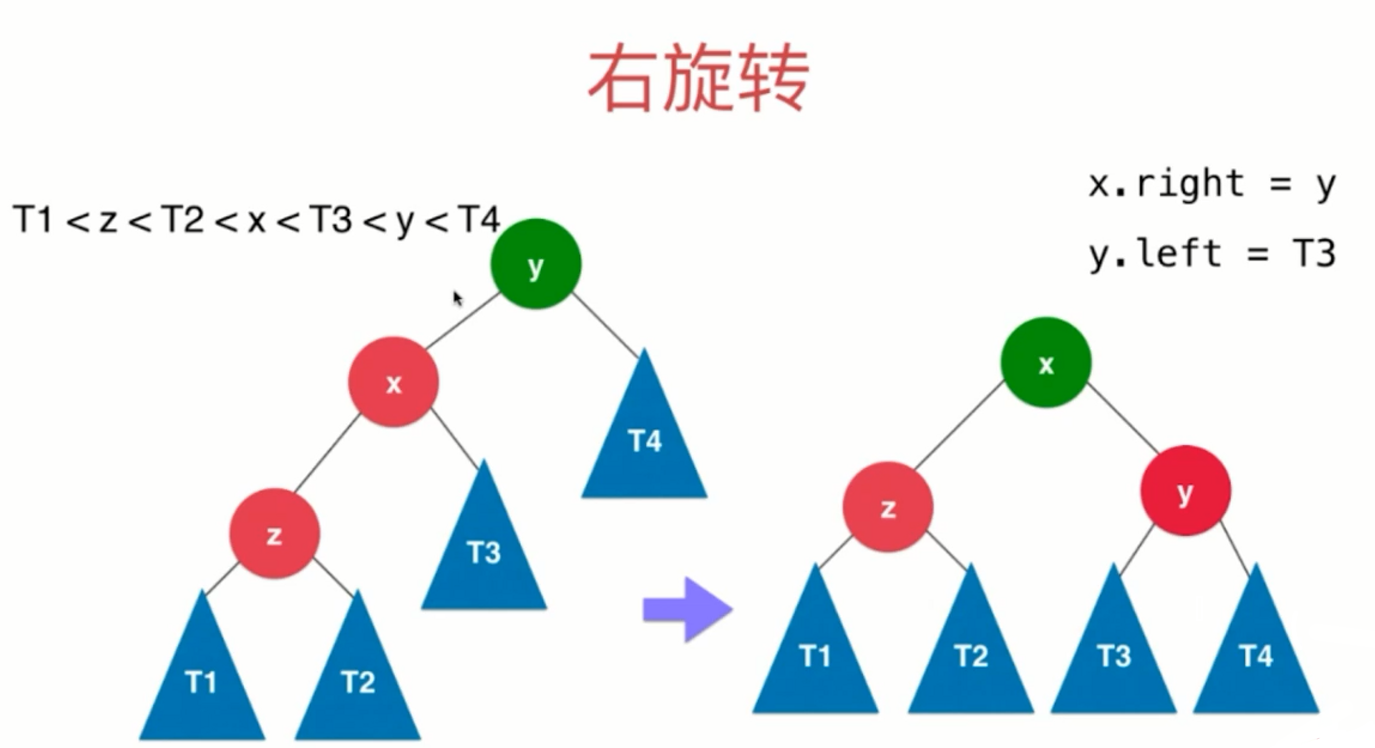 右旋转
x.right = y
T1 < z < T2 < x < T3 < y < T4
y.left = T3
y
x
x
T4
z
y
z
T3
T1
T2
T3
T4
T1
T2